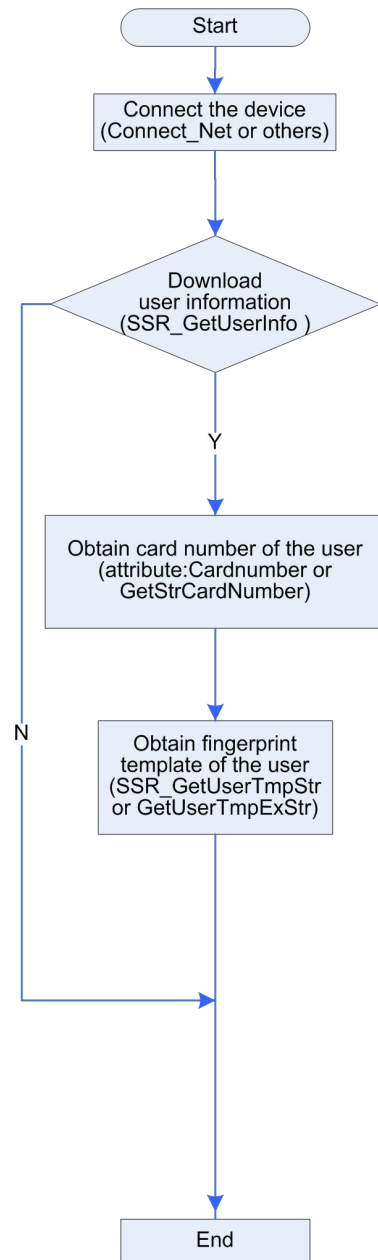 Start
Connect the device
(Connect_Net or others)
Download
user information
(SSR_GetUserInfo )
Y
Obtain card number of the user
(attribute:Cardnumber or
GetStrCardNumber)
N
Obtain fingerprint
template of the user
(SSR_GetUserTmpStr
or GetUserTmpExStr)
End